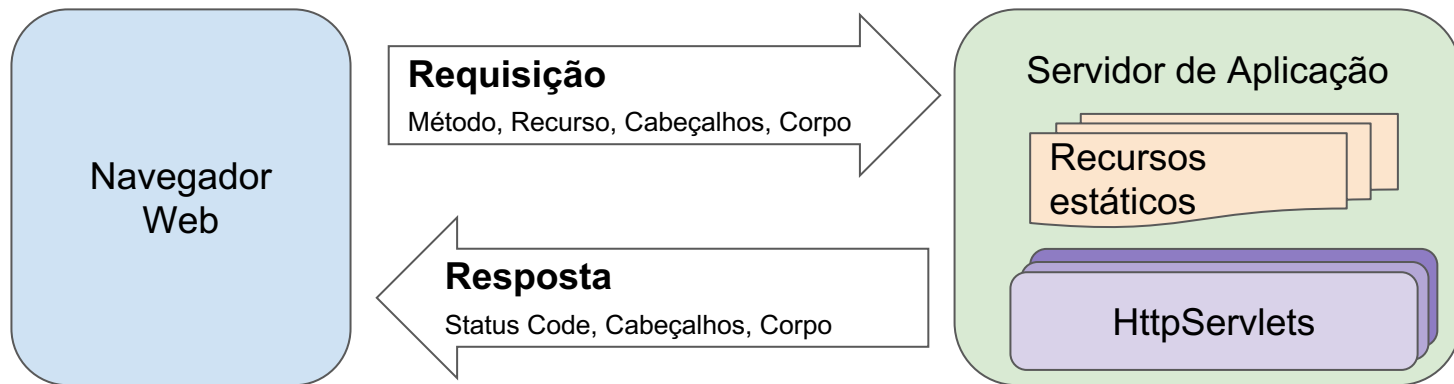 Navegador
Web
Requisição
Método, Recurso, Cabeçalhos, Corpo
Resposta
Status Code, Cabeçalhos, Corpo
Servidor de Aplicação
Recursos
estáticos
HttpServlets